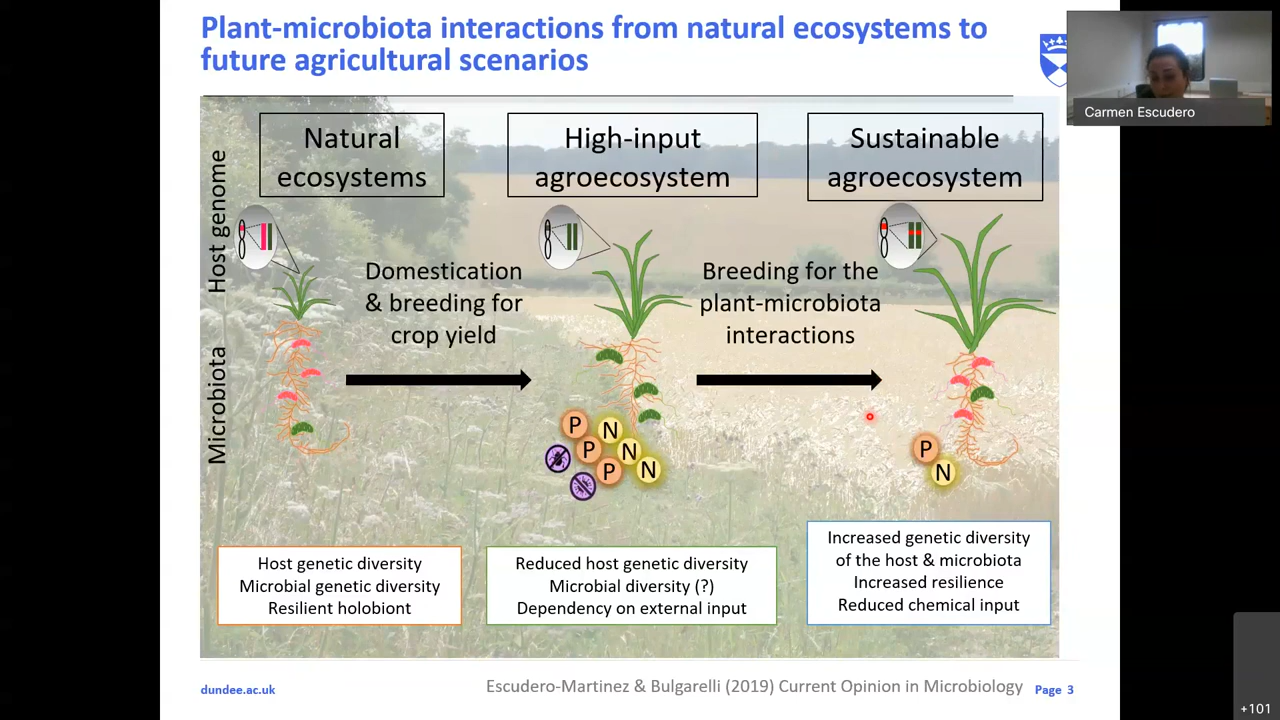 Plant-microbiota interactions from natural ecosystems to
future agricultural scenarios
Carmen Escudero
Natural
ecosystems
High-input
agroecosystem
Sustainable
agroecosystem
Host genome
Domestication
& breeding for
crop yield
Breeding for the
plant-microbiota
interactions
Microbiota
P
N
P
N
P
N
P
N
Host genetic diversity
Microbial genetic diversity
Resilient holobiont
Reduced host genetic diversity
Microbial diversity (?)
Dependency on external input
Increased genetic diversity
of the host & microbiota
Increased resilience
Reduced chemical input
dundee.ac.uk
Escudero-Martinez & Bulgarelli (2019) Current Opinion in Microbiology
Page 3
+101